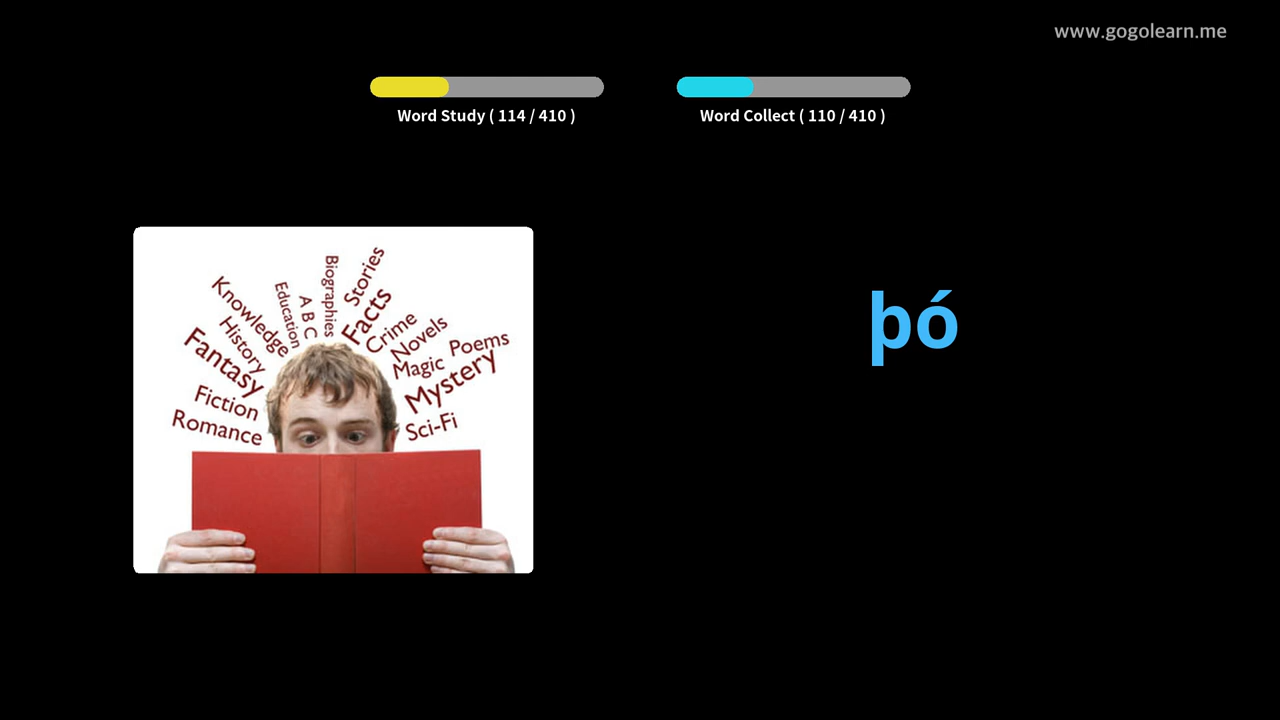 www.gogolearn.me
Word Study ( 114 / 410 )
Word Collect ( 110 / 410 )
þó
Biographies
Stories
Education
A B C
Facts
Knowledge
Crime
History
Novels
Fantasy
Magic
Poems
Mystery
Fiction
Romance
Sci-Fi